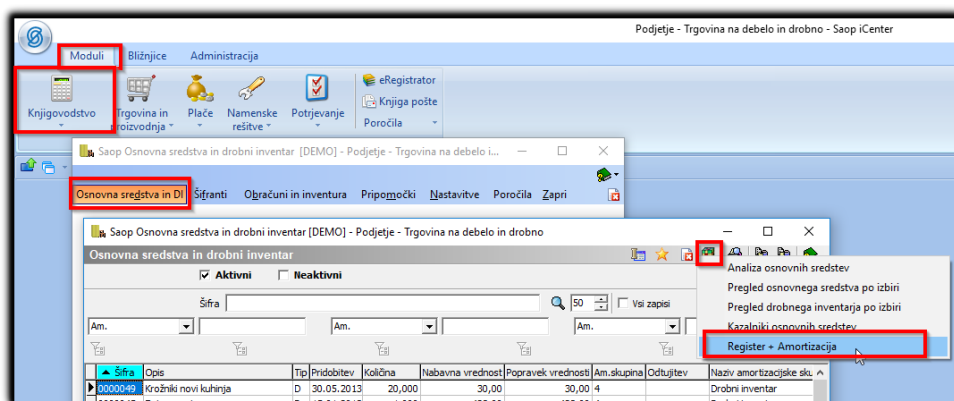 Podjetje - Trgovina na debelo in drobno - Saop iCenter
Moduli Bližnjice Administracija
Knjigovodstvo
Trgovina in proizvodnja
Plače
Namenske rešitve
Potrjevanje
eRegistrator
Knjiga pošte
Poročila
Saop Osnovna sredstva in drobni inventar [DEMO] - Podjetje - Trgovina na debelo i...
Osnovna sredstva in DI Šifranti Obračuni in inventura Pripomočki Nastavitve Poročila Zapri
Saop Osnovna sredstva in drobni inventar [DEMO] - Podjetje - Trgovina na debelo in drobno
Osnovna sredstva in drobni inventar
Aktivni Neaktivni
Šifra 50 Vsi zapisi
Am. Am. Am.
Analiza osnovnih sredstev
Pregled osnovnega sredstva po izbiri
Pregled drobnega inventarja po izbiri
Kazalniki osnovnih sredstev
Register + Amortizacija
Šifra Opis Tip Pridobitev Količna Nabavna vrednost Popravek vrednosti Am.skupina Odtujitev Naziv amortizacijske sku
0000049 Krožniki novi kuhinja D 30.05.2013 20,000 30,00 30,00 4 Drobni inventar